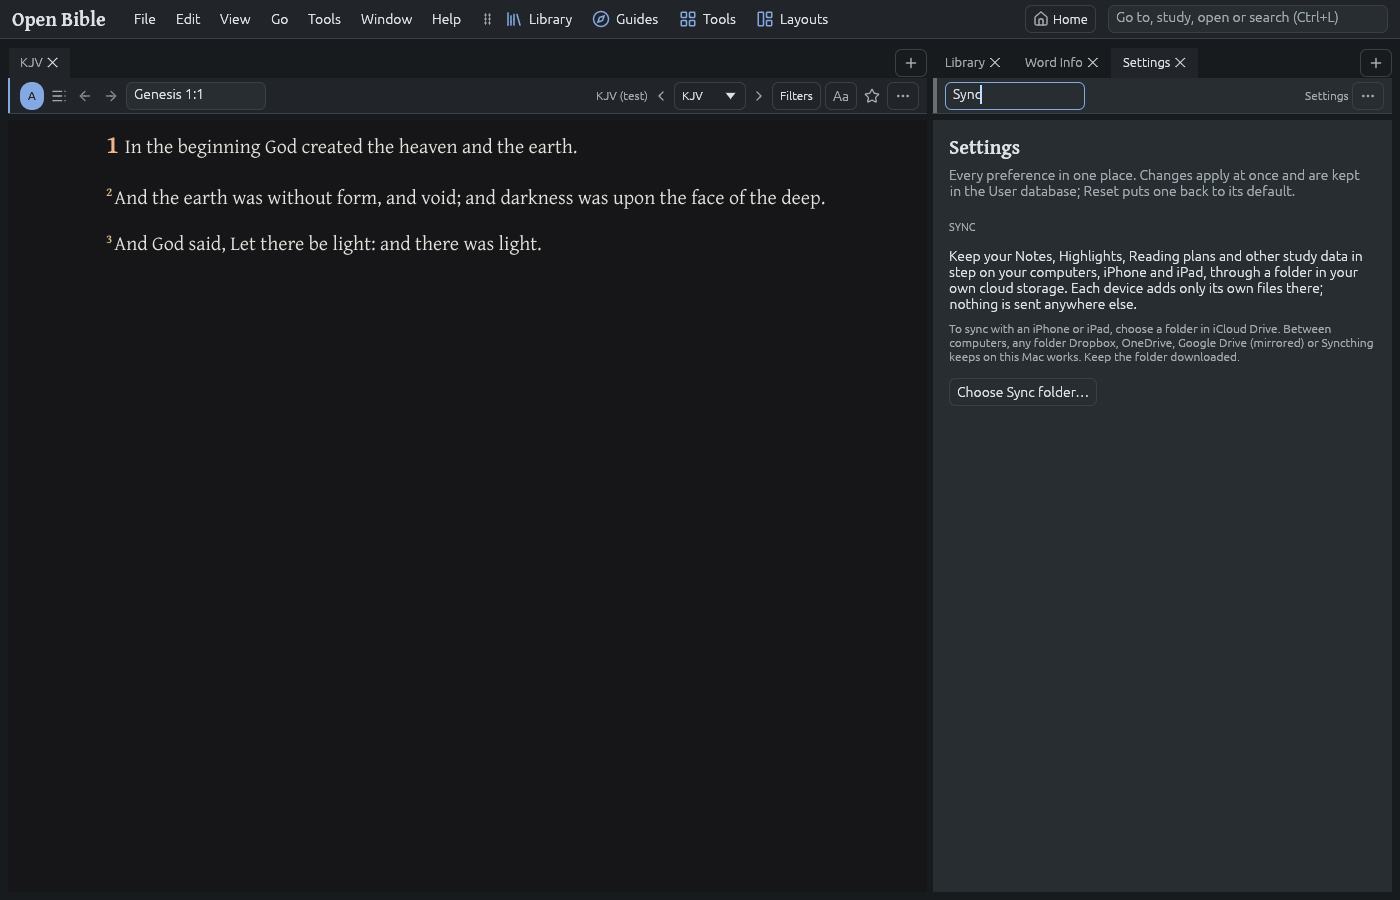 Open Bible File Edit View Go Tools Window Help Library Guides Tools Layouts Home Go to, study, open or search (Ctrl+L)
KJV
A Genesis 1:1 KJV (test) KJV Filters Aa
1 In the beginning God created the heaven and the earth.
2 And the earth was without form, and void; and darkness was upon the face of the deep.
3 And God said, Let there be light: and there was light.
Library Word Info Settings
Sync Settings
Settings
Every preference in one place. Changes apply at once and are kept
in the User database; Reset puts one back to its default.
SYNC
Keep your Notes, Highlights, Reading plans and other study data in
step on your computers, iPhone and iPad, through a folder in your
own cloud storage. Each device adds only its own files there;
nothing is sent anywhere else.
To sync with an iPhone or iPad, choose a folder in iCloud Drive. Between
computers, any folder Dropbox, OneDrive, Google Drive (mirrored) or Syncthing
keeps on this Mac works. Keep the folder downloaded.
Choose Sync folder...